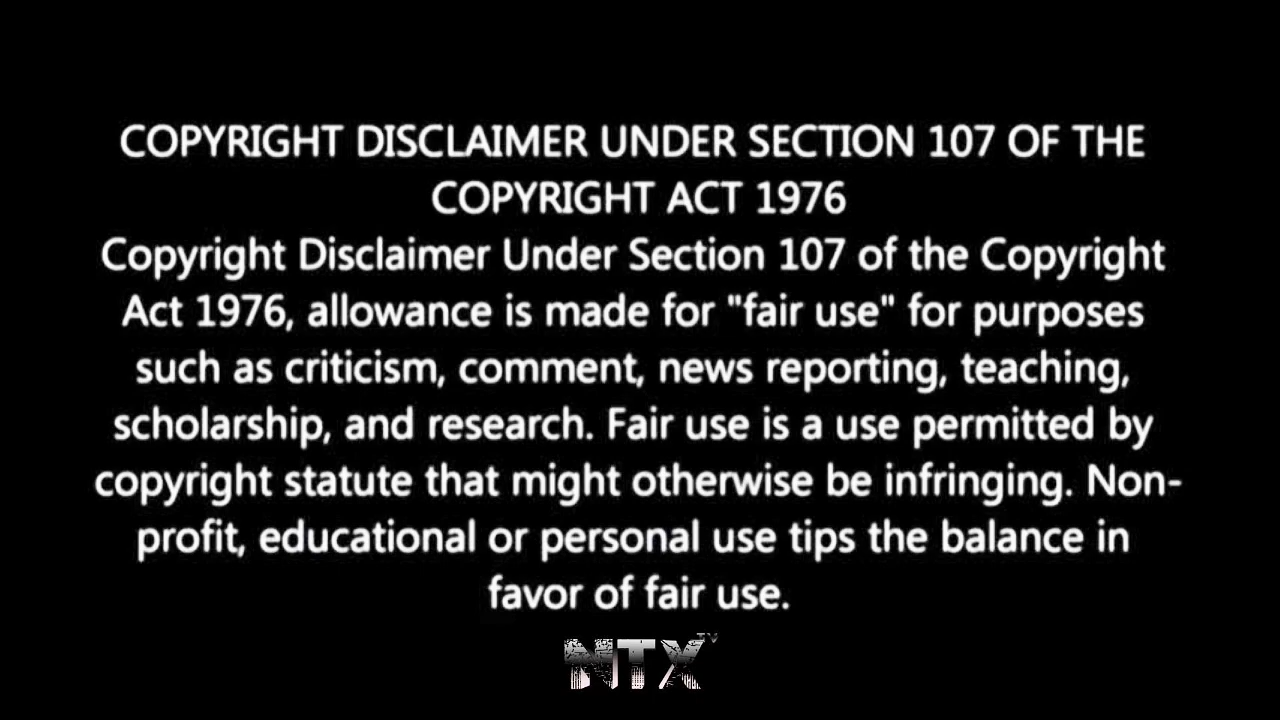 COPYRIGHT DISCLAIMER UNDER SECTION 107 OF THE
COPYRIGHT ACT 1976
Copyright Disclaimer Under Section 107 of the Copyright
Act 1976, allowance is made for "fair use" for purposes
such as criticism, comment, news reporting, teaching,
scholarship, and research. Fair use is a use permitted by
copyright statute that might otherwise be infringing. Non-
profit, educational or personal use tips the balance in
favor of fair use.
NTX TV